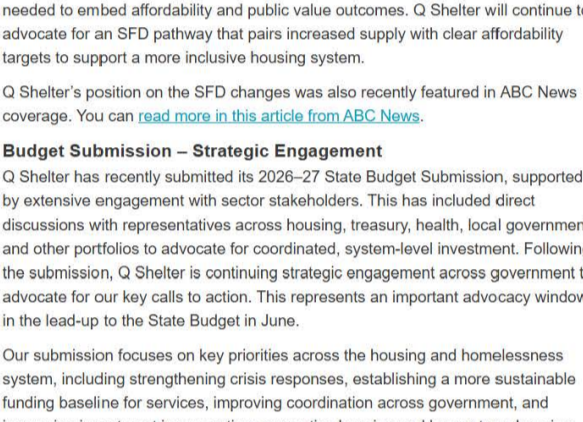 needed to embed affordability and public value outcomes. Q Shelter will continue
advocate for an SFD pathway that pairs increased supply with clear affordability
targets to support a more inclusive housing system.
Q Shelter's position on the SFD changes was also recently featured in ABC News
coverage. You can read more in this article from ABC News.
Budget Submission – Strategic Engagement
Q Shelter has recently submitted its 2026–27 State Budget Submission, supported
by extensive engagement with sector stakeholders. This has included direct
discussions with representatives across housing, treasury, health, local governmen
and other portfolios to advocate for coordinated, system-level investment. Followin
the submission, Q Shelter is continuing strategic engagement across government t
advocate for our key calls to action. This represents an important advocacy window
in the lead-up to the State Budget in June.
Our submission focuses on key priorities across the housing and homelessness
system, including strengthening crisis responses, establishing a more sustainable
funding baseline for services, improving coordination across government, and